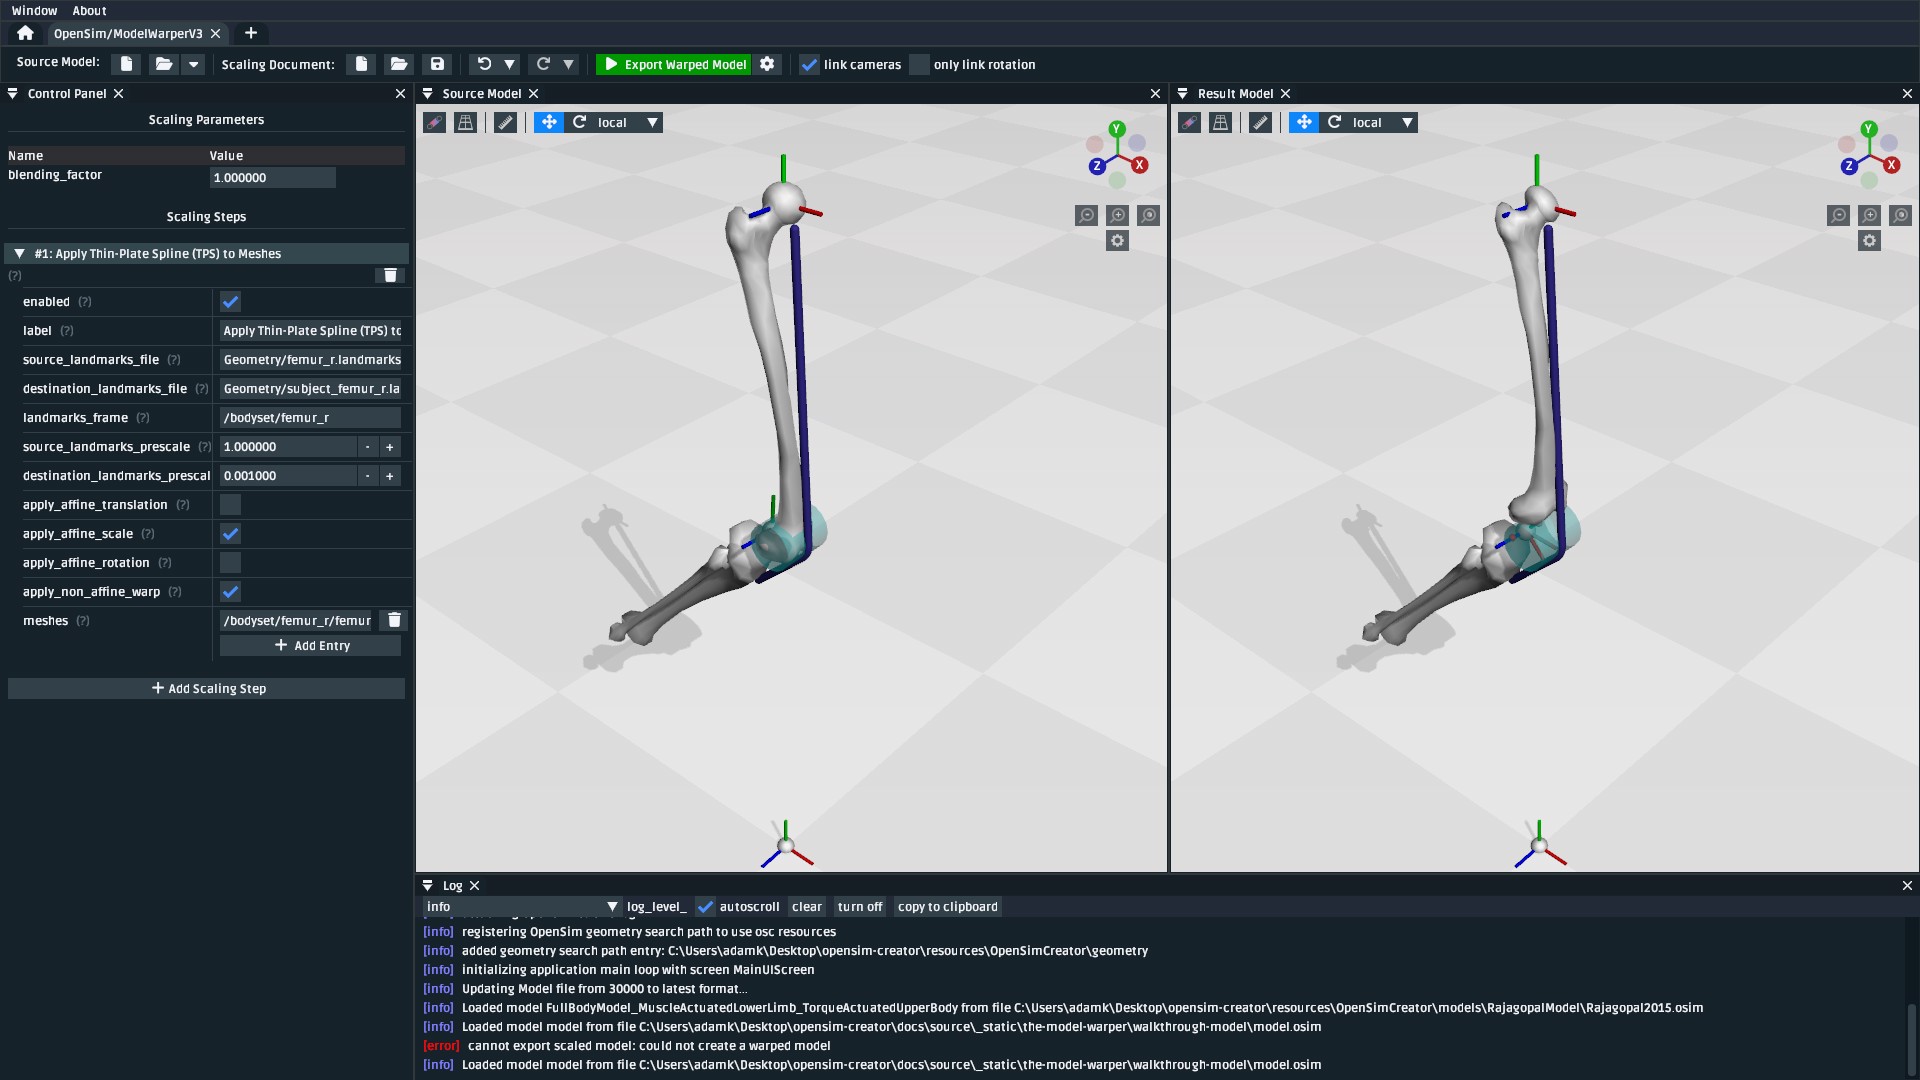 Window About
OpenSim/ModelWarperV3
Source Model: Scaling Document: Export Warped Model link cameras only link rotation
Control Panel
Scaling Parameters
Name Value
blending_factor 1.000000
Scaling Steps
#1: Apply Thin-Plate Spline (TPS) to Meshes
(?)
enabled (?)
label (?) Apply Thin-Plate Spline (TPS) to
source_landmarks_file (?) Geometry/femur_r.landmarks
destination_landmarks_file (?) Geometry/subject_femur_r.la
landmarks_frame (?) /bodyset/femur_r
source_landmarks_prescale (?) 1.000000 - +
destination_landmarks_prescal 0.001000 - +
apply_affine_translation (?)
apply_affine_scale (?)
apply_affine_rotation (?)
apply_non_affine_warp (?)
meshes (?) /bodyset/femur_r/femur
+ Add Entry
+ Add Scaling Step
Source Model
local
Y
Z X
Result Model
local
Y
Z X
Log
info log_level_ autoscroll clear turn off copy to clipboard
[info] registering OpenSim geometry search path to use osc resources
[info] added geometry search path entry: C:\Users\adamk\Desktop\opensim-creator\resources\OpenSimCreator\geometry
[info] initializing application main loop with screen MainUIScreen
[info] Updating Model file from 30000 to latest format...
[info] Loaded model FullBodyModel_MuscleActuatedLowerLimb_TorqueActuatedUpperBody from file C:\Users\adamk\Desktop\opensim-creator\resources\OpenSimCreator\models\RajagopalModel\Rajagopal2015.osim
[info] Loaded model model from file C:\Users\adamk\Desktop\opensim-creator\docs\source\_static\the-model-warper\walkthrough-model\model.osim
[error] cannot export scaled model: could not create a warped model
[info] Loaded model model from file C:\Users\adamk\Desktop\opensim-creator\docs\source\_static\the-model-warper\walkthrough-model\model.osim